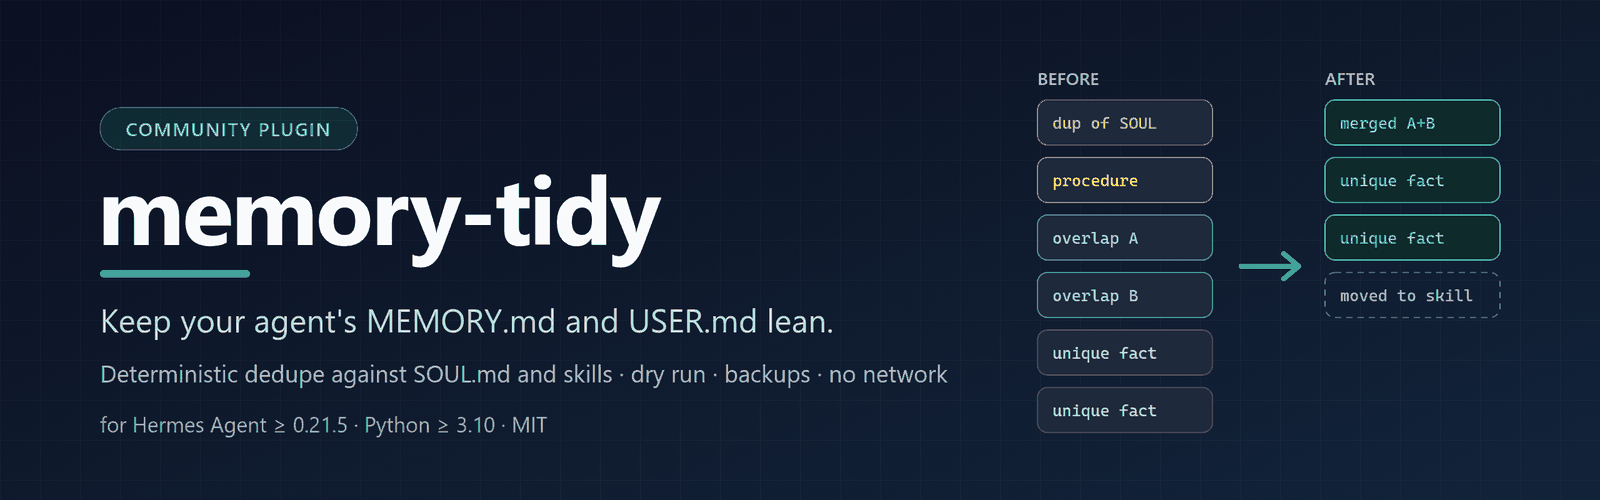 COMMUNITY PLUGIN
memory-tidy
Keep your agent's MEMORY.md and USER.md lean.
Deterministic dedupe against SOUL.md and skills · dry run · backups · no network
for Hermes Agent ≥ 0.21.5 · Python ≥ 3.10 · MIT
BEFORE
dup of SOUL
procedure
overlap A
overlap B
unique fact
unique fact
AFTER
merged A+B
unique fact
unique fact
moved to skill